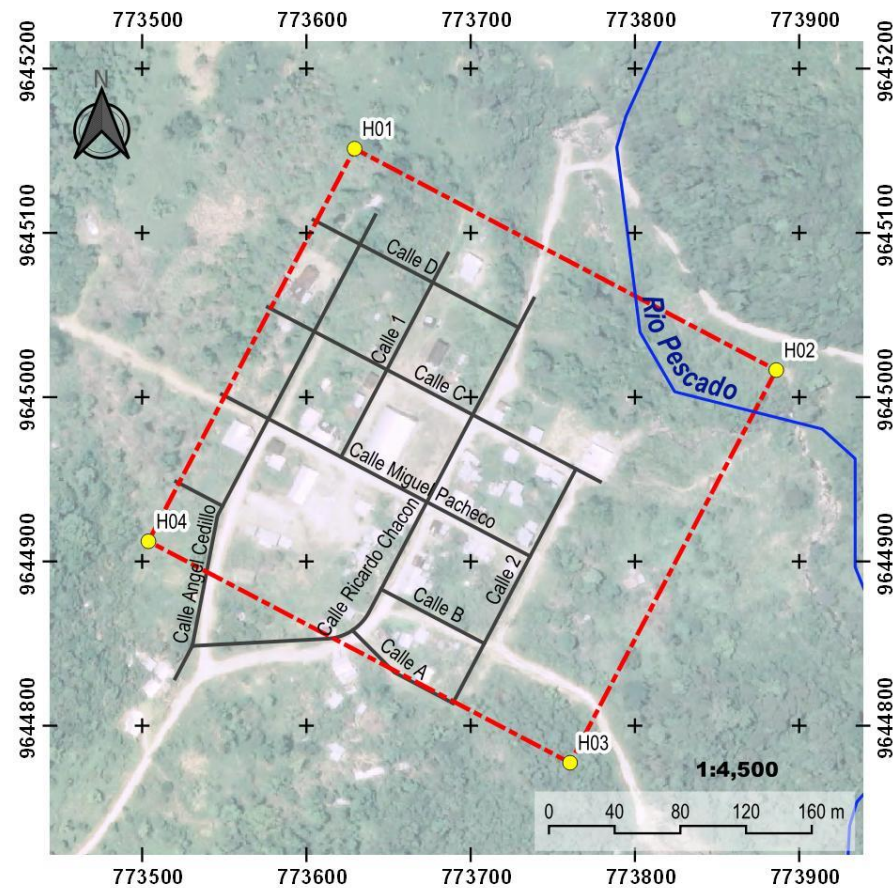 773500 773600 773700 773800 773900
9645200 9645200
N
H01
9645100 9645100
Calle D
Calle 1
Rio Pescado
H02
9645000 9645000
Calle C
Calle Miguel Pacheco
Calle Ricardo Chacon
H04
Calle Angel Cedillo
9644900 9644900
Calle 2
Calle B
Calle A
9644800 9644800
H03
1:4,500
0 40 80 120 160 m
773500 773600 773700 773800 773900